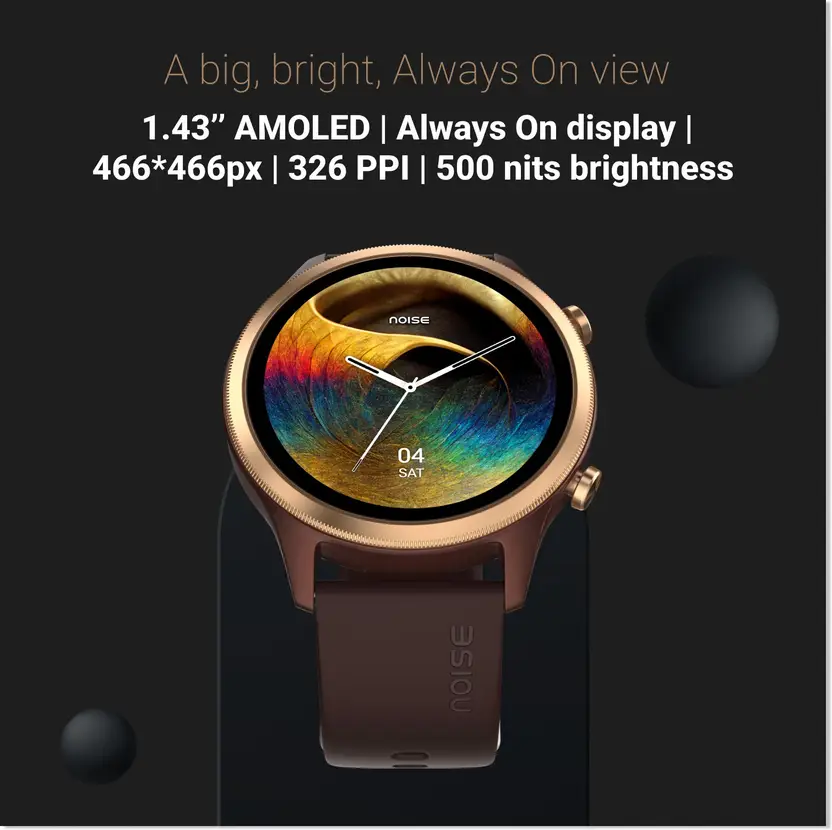 A big, bright, Always On view
1.43’’ AMOLED | Always On display |
466*466px | 326 PPI | 500 nits brightness
noise
04
SAT
noise